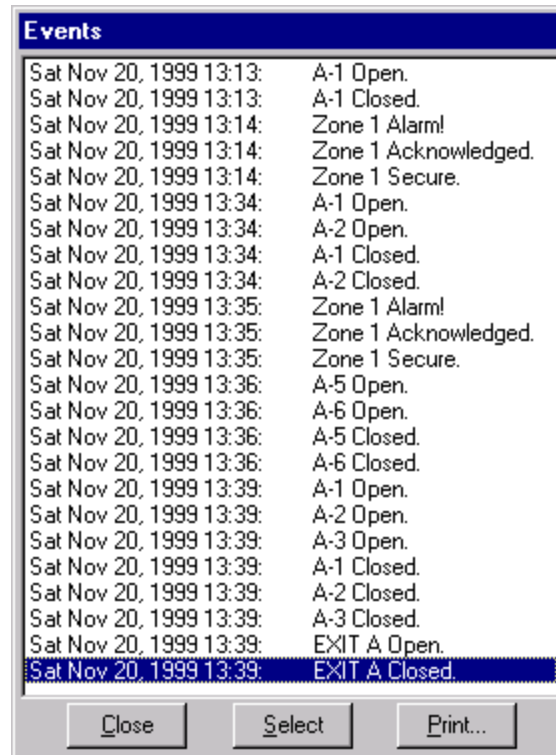 Events
Sat Nov 20, 1999 13:13: A-1 Open.
Sat Nov 20, 1999 13:13: A-1 Closed.
Sat Nov 20, 1999 13:14: Zone 1 Alarm!
Sat Nov 20, 1999 13:14: Zone 1 Acknowledged.
Sat Nov 20, 1999 13:14: Zone 1 Secure.
Sat Nov 20, 1999 13:34: A-1 Open.
Sat Nov 20, 1999 13:34: A-2 Open.
Sat Nov 20, 1999 13:34: A-1 Closed.
Sat Nov 20, 1999 13:34: A-2 Closed.
Sat Nov 20, 1999 13:35: Zone 1 Alarm!
Sat Nov 20, 1999 13:35: Zone 1 Acknowledged.
Sat Nov 20, 1999 13:35: Zone 1 Secure.
Sat Nov 20, 1999 13:36: A-5 Open.
Sat Nov 20, 1999 13:36: A-6 Open.
Sat Nov 20, 1999 13:36: A-5 Closed.
Sat Nov 20, 1999 13:36: A-6 Closed.
Sat Nov 20, 1999 13:39: A-1 Open.
Sat Nov 20, 1999 13:39: A-2 Open.
Sat Nov 20, 1999 13:39: A-3 Open.
Sat Nov 20, 1999 13:39: A-1 Closed.
Sat Nov 20, 1999 13:39: A-2 Closed.
Sat Nov 20, 1999 13:39: A-3 Closed.
Sat Nov 20, 1999 13:39: EXIT A Open.
Sat Nov 20, 1999 13:39: EXIT A Closed.
Close Select Print...